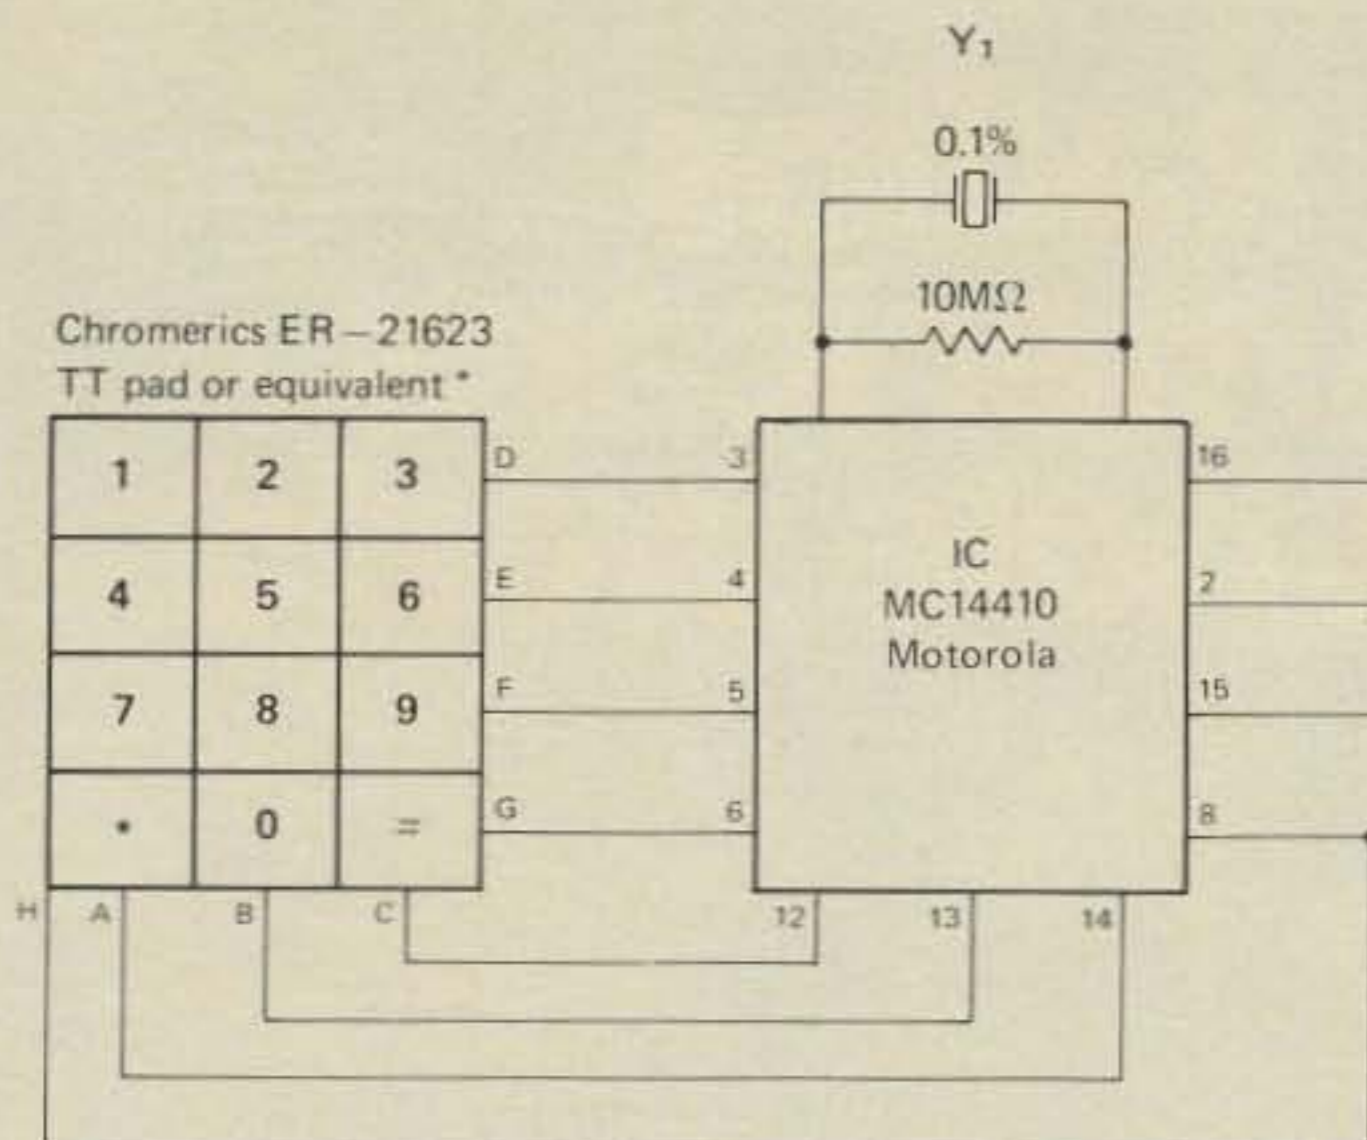 Y1
0.1%
10MΩ
Chromerics ER – 21623
TT pad or equivalent *
1 2 3 D 3 16
IC
MC14410
Motorola
4 5 6 E 4 2
7 8 9 F 5 15
• 0 = G 6 8
H A B C 12 13 14